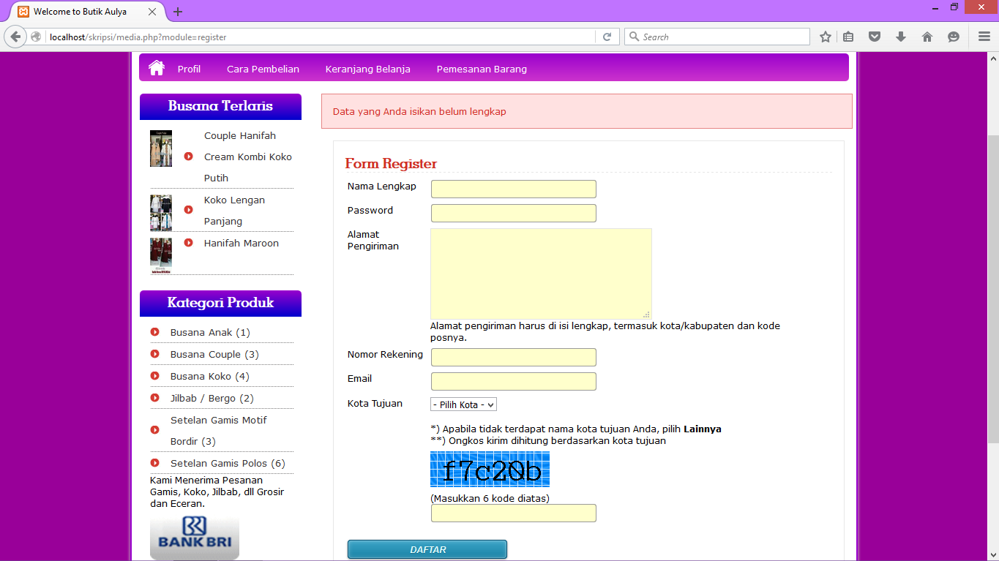 Welcome to Butik Aulya
localhost/skripsi/media.php?module=register
Search
Profil
Cara Pembelian
Keranjang Belanja
Pemesanan Barang
Busana Terlaris
Couple Hanifah
Cream Kombi Koko
Putih
Koko Lengan
Panjang
Hanifah Maroon
Kategori Produk
Busana Anak (1)
Busana Couple (3)
Busana Koko (4)
Jilbab / Bergo (2)
Setelan Gamis Motif
Bordir (3)
Setelan Gamis Polos (6)
Kami Menerima Pesanan
Gamis, Koko, Jilbab, dll Grosir
dan Eceran.
BANK BRI
Data yang Anda isikan belum lengkap
Form Register
Nama Lengkap
Password
Alamat
Pengiriman
Alamat pengiriman harus di isi lengkap, termasuk kota/kabupaten dan kode
posnya.
Nomor Rekening
Email
Kota Tujuan
- Pilih Kota -
*) Apabila tidak terdapat nama kota tujuan Anda, pilih Lainnya
**) Ongkos kirim dihitung berdasarkan kota tujuan
f7c20b
(Masukkan 6 kode diatas)
DAFTAR